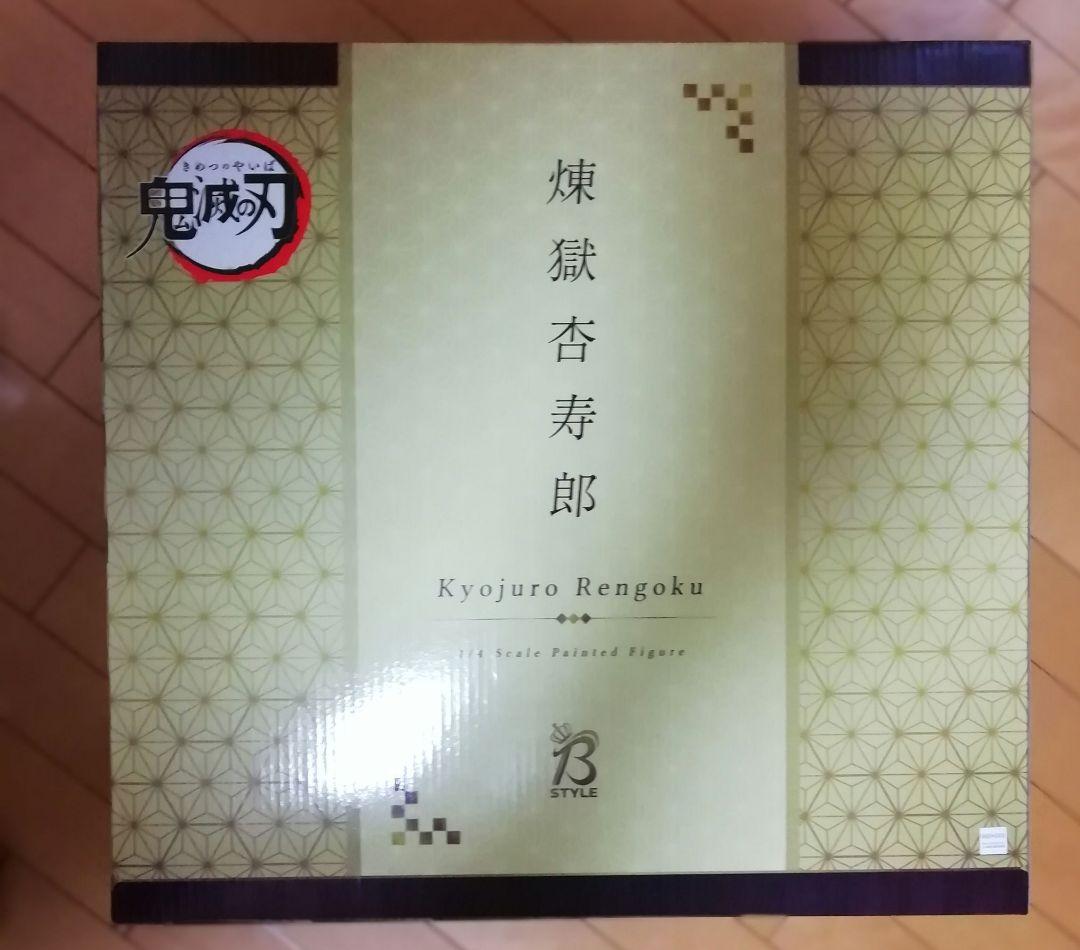 きめつのやいば
鬼滅の刃
煉獄杏寿郎
Kyojuro Rengoku
1/4 Scale Painted Figure
B
STYLE